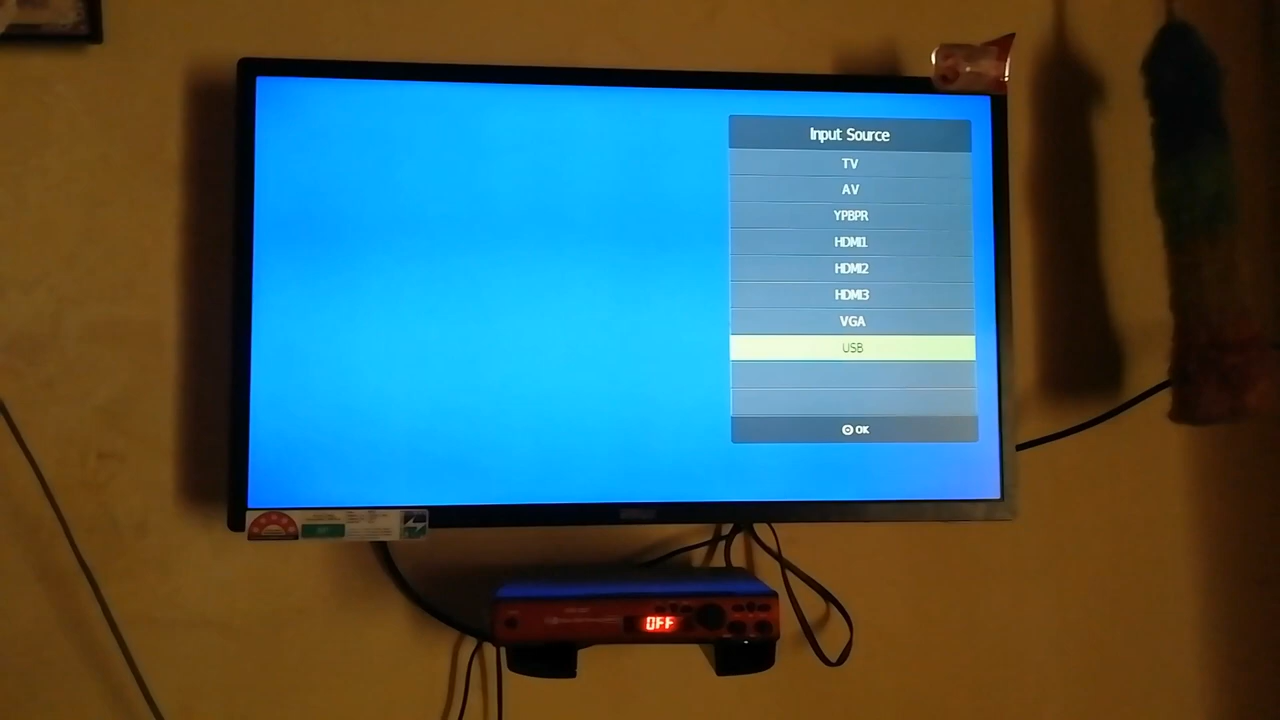 Input Source
TV
AV
YPBPR
HDMI1
HDMI2
HDMI3
VGA
USB
OK
OFF